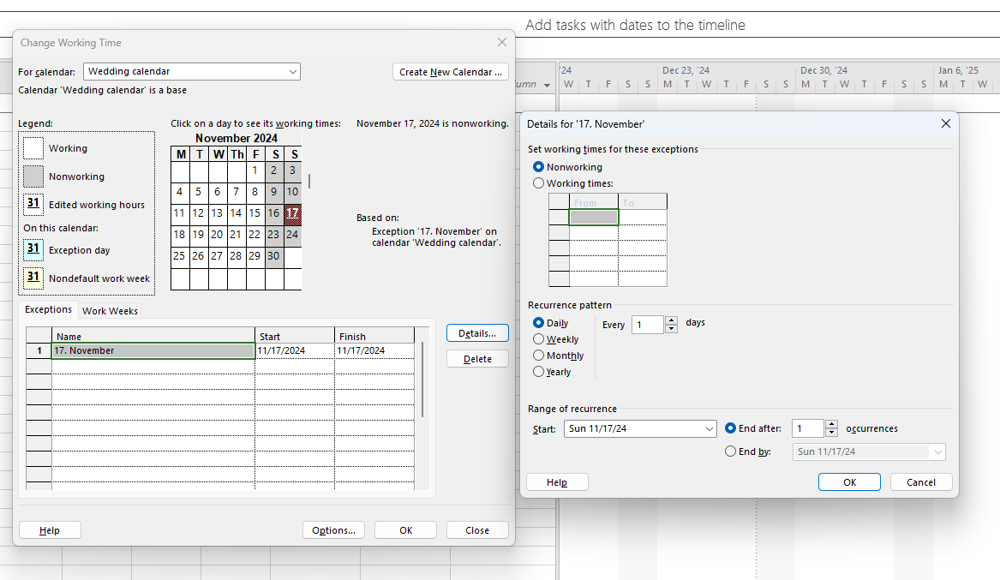 Add tasks with dates to the timeline
Change Working Time
For calendar: Wedding calendar
Create New Calendar ...
Calendar 'Wedding calendar' is a base
Legend:
Working
Nonworking
31 Edited working hours
On this calendar:
31 Exception day
31 Nondefault work week
Click on a day to see its working times:
November 2024
M T W Th F S S
1 2 3
4 5 6 7 8 9 10
11 12 13 14 15 16 17
18 19 20 21 22 23 24
25 26 27 28 29 30
November 17, 2024 is nonworking.
Based on:
Exception '17. November' on
calendar 'Wedding calendar'.
Exceptions Work Weeks
Name Start Finish
1 17. November 11/17/2024 11/17/2024
Details...
Delete
Help Options... OK Close
'24 Dec 23, '24 Dec 30, '24 Jan 6, '25
W T F S S M T W T F S S M T W T F S S M T W
Details for '17. November'
Set working times for these exceptions
Nonworking
Working times:
From To
Recurrence pattern
Daily
Weekly
Monthly
Yearly
Every 1 days
Range of recurrence
Start: Sun 11/17/24 End after: 1 occurrences
End by: Sun 11/17/24
Help OK Cancel